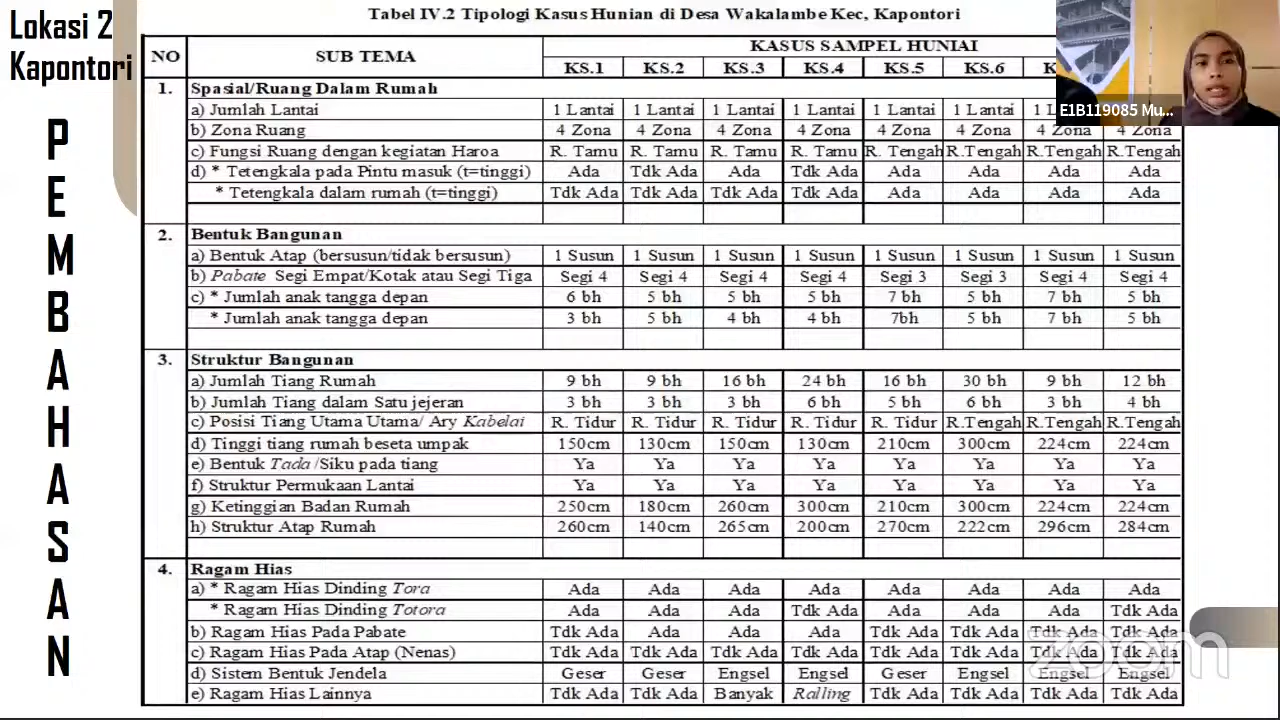 Lokasi 2
Kapontori
PEMBAHASAN
Tabel IV.2 Tipologi Kasus Hunian di Desa Wakalambe Kec, Kapontori
NO SUB TEMA KASUS SAMPEL HUNIAI
KS.1 KS.2 KS.3 KS.4 KS.5 KS.6
E1B119085 Mu...
1. Spasial/Ruang Dalam Rumah
a) Jumlah Lantai 1 Lantai 1 Lantai 1 Lantai 1 Lantai 1 Lantai 1 Lantai
b) Zona Ruang 4 Zona 4 Zona 4 Zona 4 Zona 4 Zona 4 Zona 4 Zona 4 Zona
c) Fungsi Ruang dengan kegiatan Haroa R. Tamu R. Tamu R. Tamu R. Tamu R. Tengah R.Tengah R.Tengah R.Tengah
d) * Tetengkala pada Pintu masuk (t=tinggi) Ada Tdk Ada Ada Tdk Ada Ada Ada Ada Ada
* Tetengkala dalam rumah (t=tinggi) Tdk Ada Tdk Ada Tdk Ada Tdk Ada Ada Ada Ada Ada
2. Bentuk Bangunan
a) Bentuk Atap (bersusun/tidak bersusun) 1 Susun 1 Susun 1 Susun 1 Susun 1 Susun 1 Susun 1 Susun 1 Susun
b) Pabate Segi Empat/Kotak atau Segi Tiga Segi 4 Segi 4 Segi 4 Segi 4 Segi 3 Segi 3 Segi 4 Segi 4
c) * Jumlah anak tangga depan 6 bh 5 bh 5 bh 5 bh 7 bh 5 bh 7 bh 5 bh
* Jumlah anak tangga depan 3 bh 5 bh 4 bh 4 bh 7bh 5 bh 7 bh 5 bh
3. Struktur Bangunan
a) Jumlah Tiang Rumah 9 bh 9 bh 16 bh 24 bh 16 bh 30 bh 9 bh 12 bh
b) Jumlah Tiang dalam Satu jejeran 3 bh 3 bh 3 bh 6 bh 5 bh 6 bh 3 bh 4 bh
c) Posisi Tiang Utama Utama/ Ary Kabelai R. Tidur R. Tidur R. Tidur R. Tidur R. Tidur R.Tengah R.Tengah R.Tengah
d) Tinggi tiang rumah beseta umpak 150cm 130cm 150cm 130cm 210cm 300cm 224cm 224cm
e) Bentuk Tada /Siku pada tiang Ya Ya Ya Ya Ya Ya Ya Ya
f) Struktur Permukaan Lantai Ya Ya Ya Ya Ya Ya Ya Ya
g) Ketinggian Badan Rumah 250cm 180cm 260cm 300cm 210cm 300cm 224cm 224cm
h) Struktur Atap Rumah 260cm 140cm 265cm 200cm 270cm 222cm 296cm 284cm
4. Ragam Hias
a) * Ragam Hias Dinding Tora Ada Ada Ada Ada Ada Ada Ada Ada
* Ragam Hias Dinding Totora Ada Ada Ada Tdk Ada Ada Ada Ada Tdk Ada
b) Ragam Hias Pada Pabate Tdk Ada Ada Ada Ada Tdk Ada Tdk Ada Tdk Ada Tdk Ada
c) Ragam Hias Pada Atap (Nenas) Tdk Ada Tdk Ada Tdk Ada Tdk Ada Tdk Ada Tdk Ada Tdk Ada Tdk Ada
d) Sistem Bentuk Jendela Geser Geser Engsel Engsel Geser Engsel Engsel Engsel
e) Ragam Hias Lainnya Tdk Ada Tdk Ada Banyak Ralling Tdk Ada Tdk Ada Tdk Ada Tdk Ada
zoom